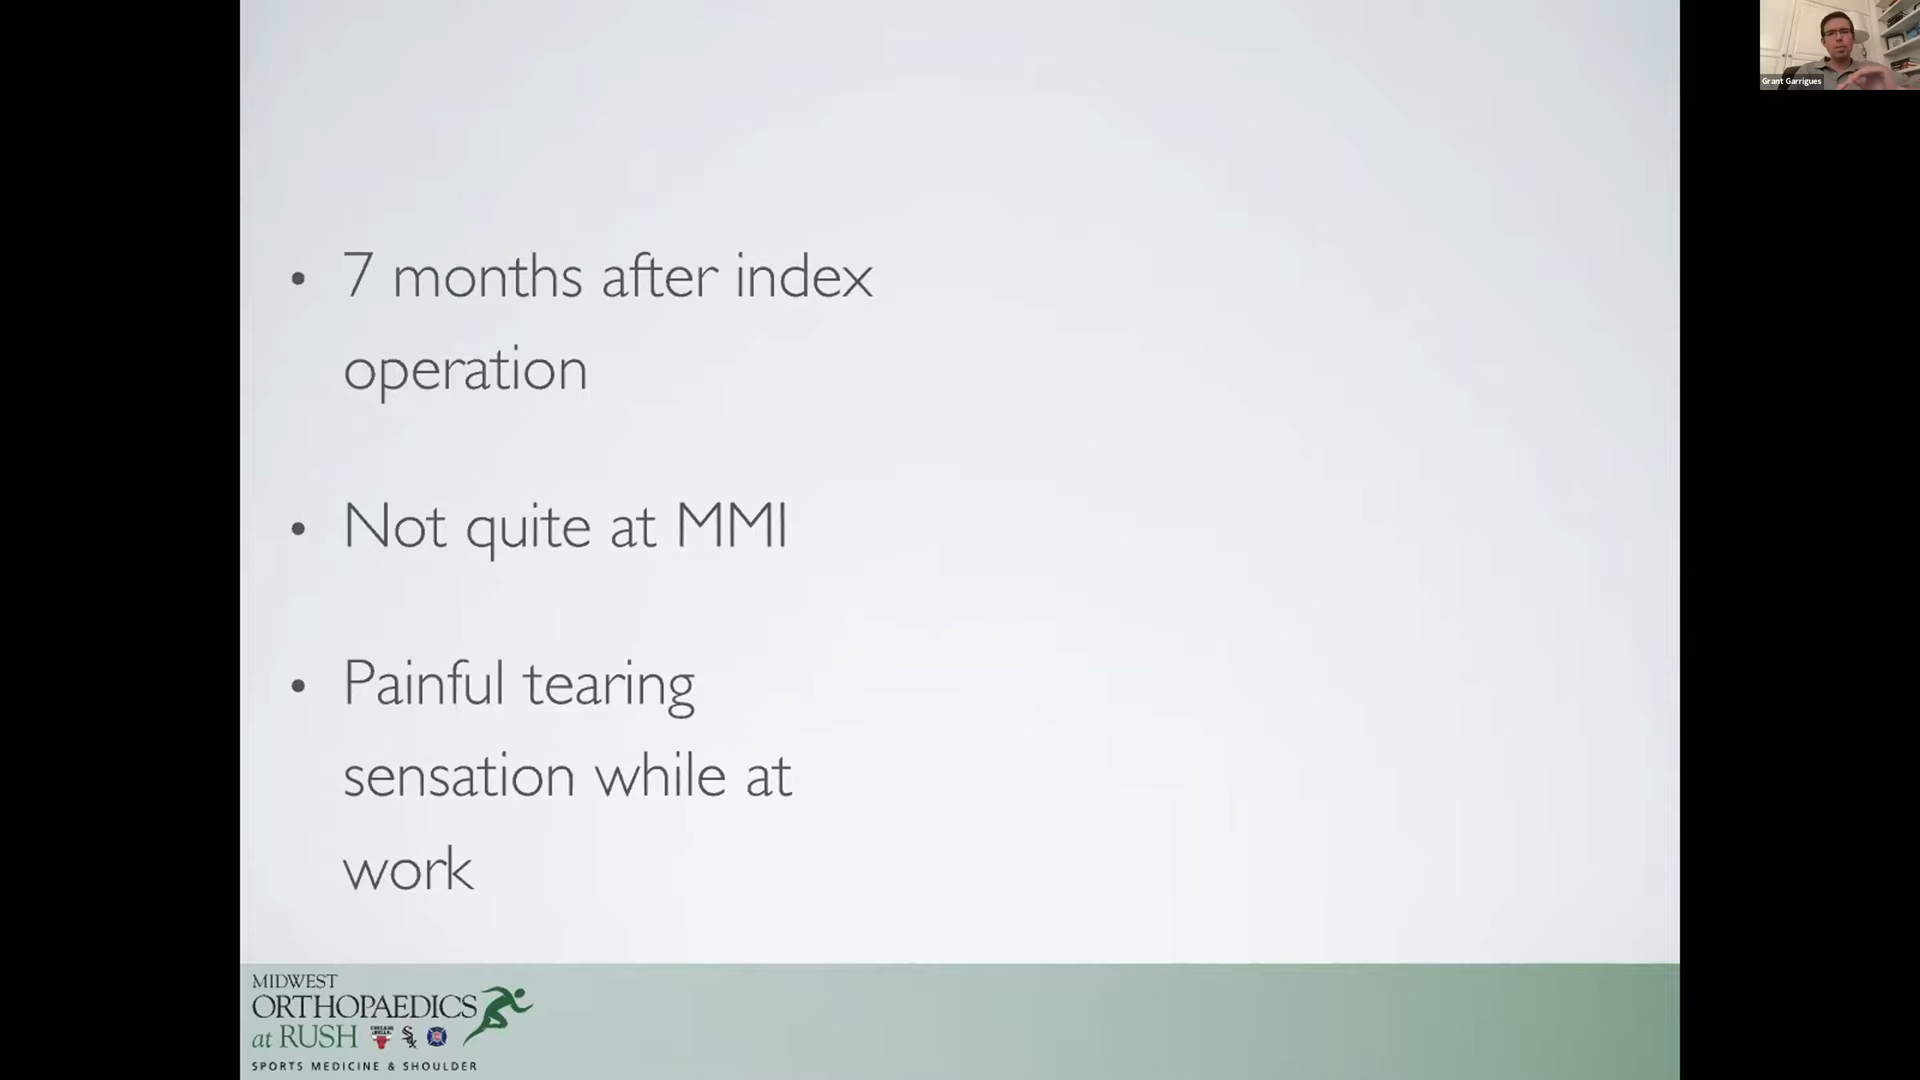 Grant Garrigues
• 7 months after index
operation
• Not quite at MMI
• Painful tearing
sensation while at
work
MIDWEST
ORTHOPAEDICS
at RUSH
SPORTS MEDICINE & SHOULDER